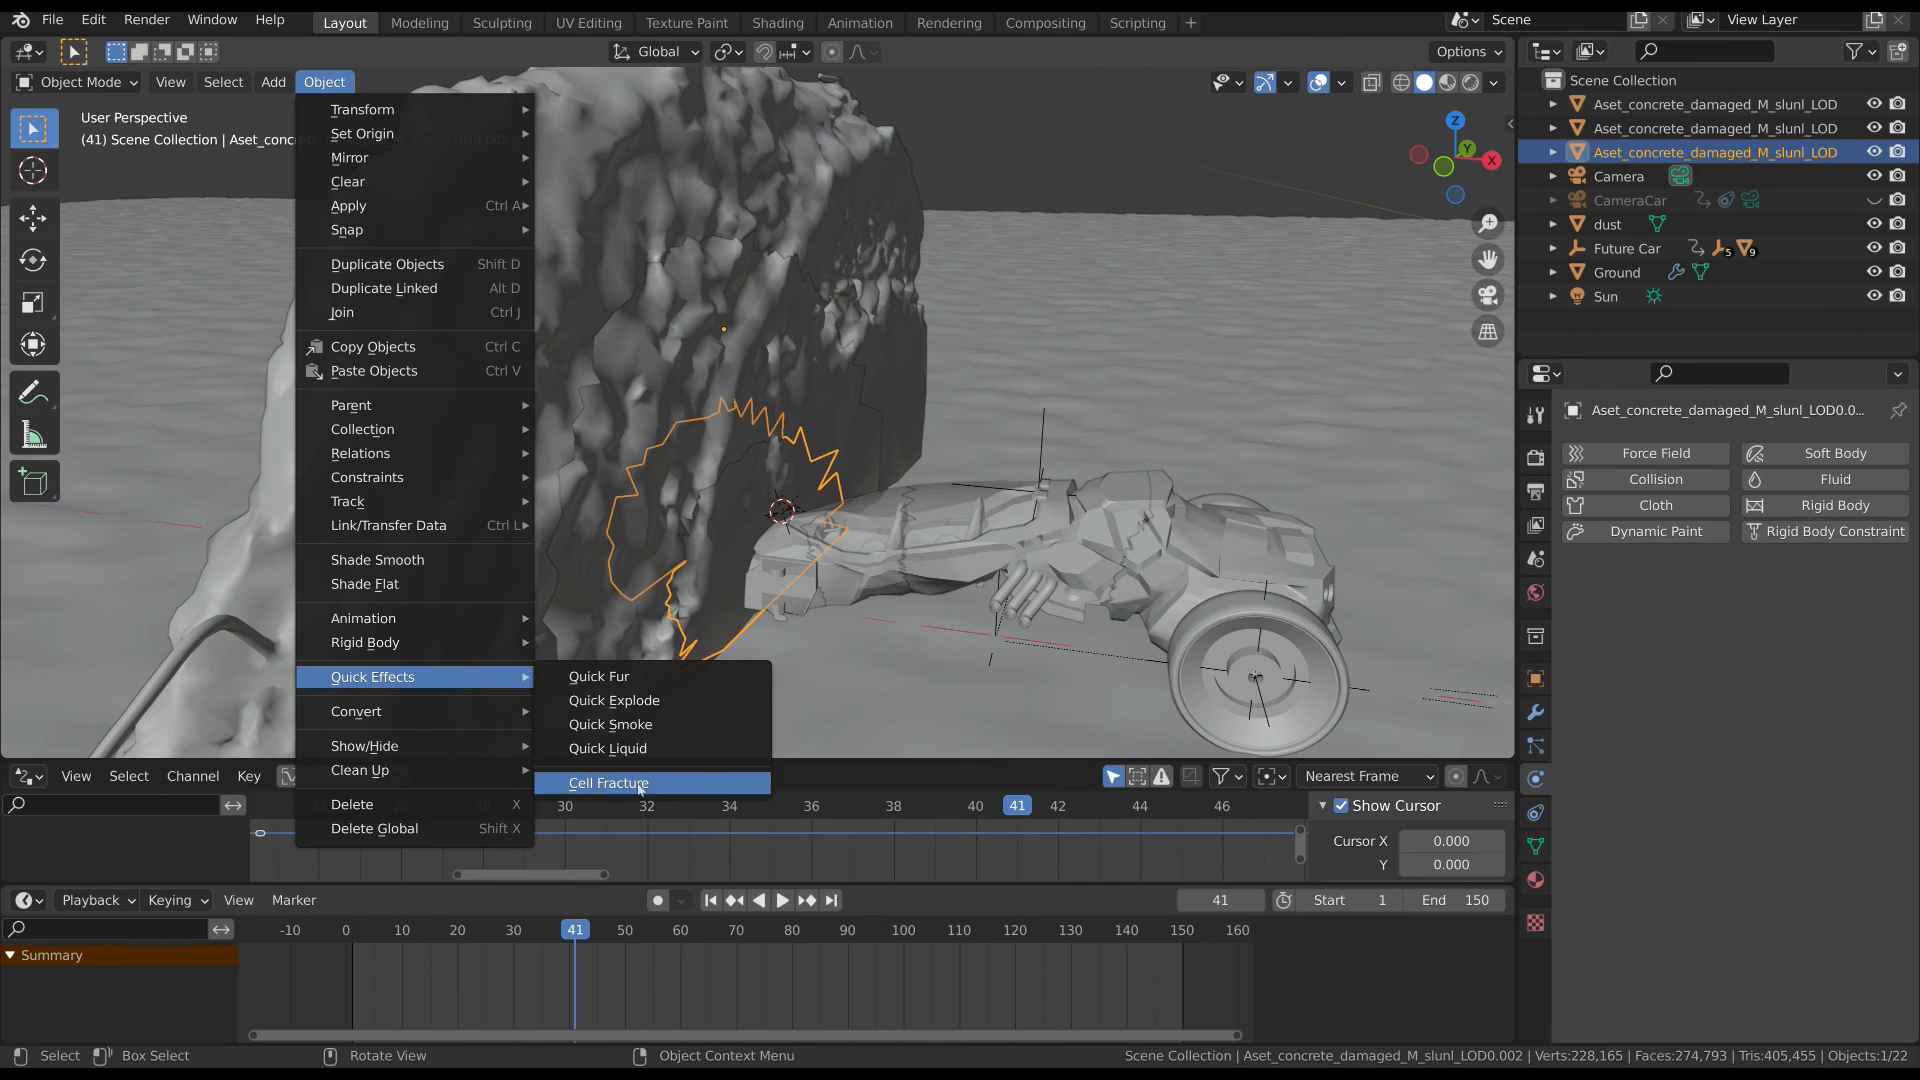 File Edit Render Window Help
Layout Modeling Sculpting UV Editing Texture Paint Shading Animation Rendering Compositing Scripting +
Scene
View Layer
Global
Options
Object Mode View Select Add Object
User Perspective
(41) Scene Collection | Aset_concrete_damaged_M_slunl_LOD0.002
Transform
Set Origin
Mirror
Clear
Apply Ctrl A
Snap
Duplicate Objects Shift D
Duplicate Linked Alt D
Join Ctrl J
Copy Objects Ctrl C
Paste Objects Ctrl V
Parent
Collection
Relations
Constraints
Track
Link/Transfer Data Ctrl L
Shade Smooth
Shade Flat
Animation
Rigid Body
Quick Effects
Convert
Show/Hide
Clean Up
Delete X
Delete Global Shift X
Quick Fur
Quick Explode
Quick Smoke
Quick Liquid
Cell Fracture
Z
Y
X
Scene Collection
Aset_concrete_damaged_M_slunl_LOD
Aset_concrete_damaged_M_slunl_LOD
Aset_concrete_damaged_M_slunl_LOD
Camera
CameraCar
dust
Future Car 5 9
Ground
Sun
Aset_concrete_damaged_M_slunl_LOD0.0...
Force Field Soft Body
Collision Fluid
Cloth Rigid Body
Dynamic Paint Rigid Body Constraint
View Select Channel Key
Nearest Frame
30 32 34 36 38 40 41 42 44 46
Show Cursor
Cursor X 0.000
Y 0.000
Playback Keying View Marker
41 Start 1 End 150
-10 0 10 20 30 41 50 60 70 80 90 100 110 120 130 140 150 160
Summary
Select Box Select Rotate View Object Context Menu
Scene Collection | Aset_concrete_damaged_M_slunl_LOD0.002 | Verts:228,165 | Faces:274,793 | Tris:405,455 | Objects:1/22